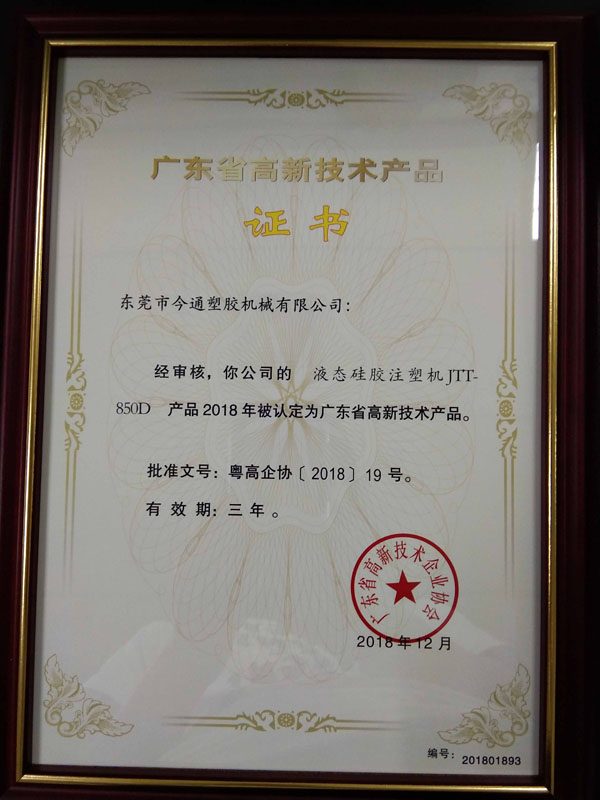 广东省高新技术产品
证书
东莞市今通塑胶机械有限公司：
经审核，你公司的 液态硅胶注塑机JTT-
850D 产品 2018 年被认定为广东省高新技术产品。
批准文号：粤高企协〔2018〕19 号。
有 效 期：三 年 。
广东省高新技术企业协会
2018 年 12 月
编号： 201801893